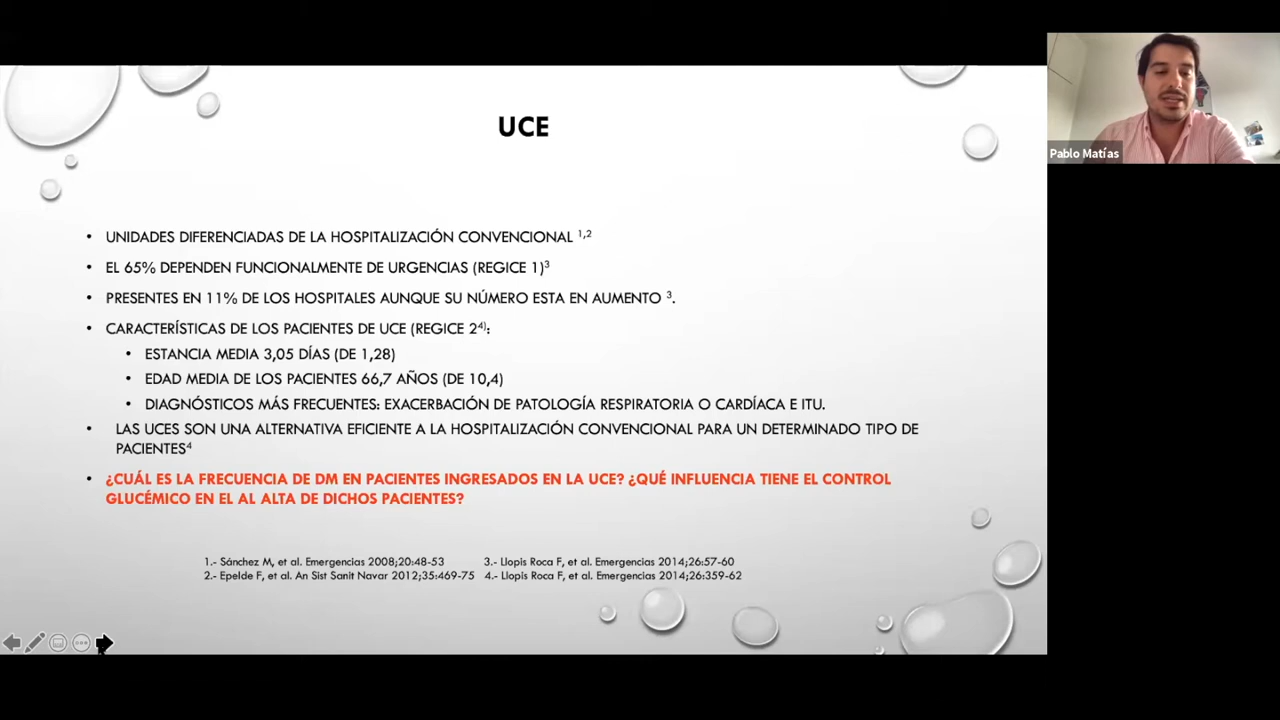 UCE
• UNIDADES DIFERENCIADAS DE LA HOSPITALIZACIÓN CONVENCIONAL 1,2
• EL 65% DEPENDEN FUNCIONALMENTE DE URGENCIAS (REGICE 1)3
• PRESENTES EN 11% DE LOS HOSPITALES AUNQUE SU NÚMERO ESTA EN AUMENTO 3.
• CARACTERÍSTICAS DE LOS PACIENTES DE UCE (REGICE 24):
• ESTANCIA MEDIA 3,05 DÍAS (DE 1,28)
• EDAD MEDIA DE LOS PACIENTES 66,7 AÑOS (DE 10,4)
• DIAGNÓSTICOS MÁS FRECUENTES: EXACERBACIÓN DE PATOLOGÍA RESPIRATORIA O CARDÍACA E ITU.
• LAS UCES SON UNA ALTERNATIVA EFICIENTE A LA HOSPITALIZACIÓN CONVENCIONAL PARA UN DETERMINADO TIPO DE
PACIENTES4
• ¿CUÁL ES LA FRECUENCIA DE DM EN PACIENTES INGRESADOS EN LA UCE? ¿QUÉ INFLUENCIA TIENE EL CONTROL
GLUCÉMICO EN EL AL ALTA DE DICHOS PACIENTES?
1.- Sánchez M, et al. Emergencias 2008;20:48-53
2.- Epelde F, et al. An Sist Sanit Navar 2012;35:469-75
3.- Llopis Roca F, et al. Emergencias 2014;26:57-60
4.- Llopis Roca F, et al. Emergencias 2014;26:359-62
Pablo Matías